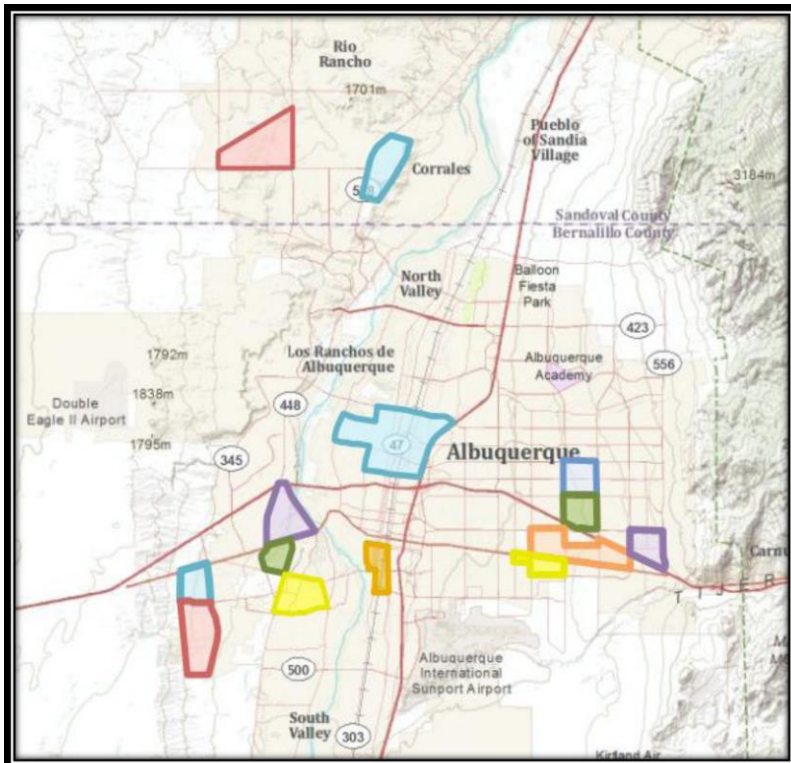 Rio
Rancho
1701m
Pueblo
of Sandia
Village
Corrales
3184m
Sandoval County
Bernalillo County
North
Valley
Balloon
Fiesta
Park
423
Los Ranchos de
Albuquerque
1792m
Albuquerque
Academy
556
1838m
Double
Eagle II Airport
448
1795m
47
345
Albuquerque
500
Albuquerque
International
Sunport Airport
South
Valley
303